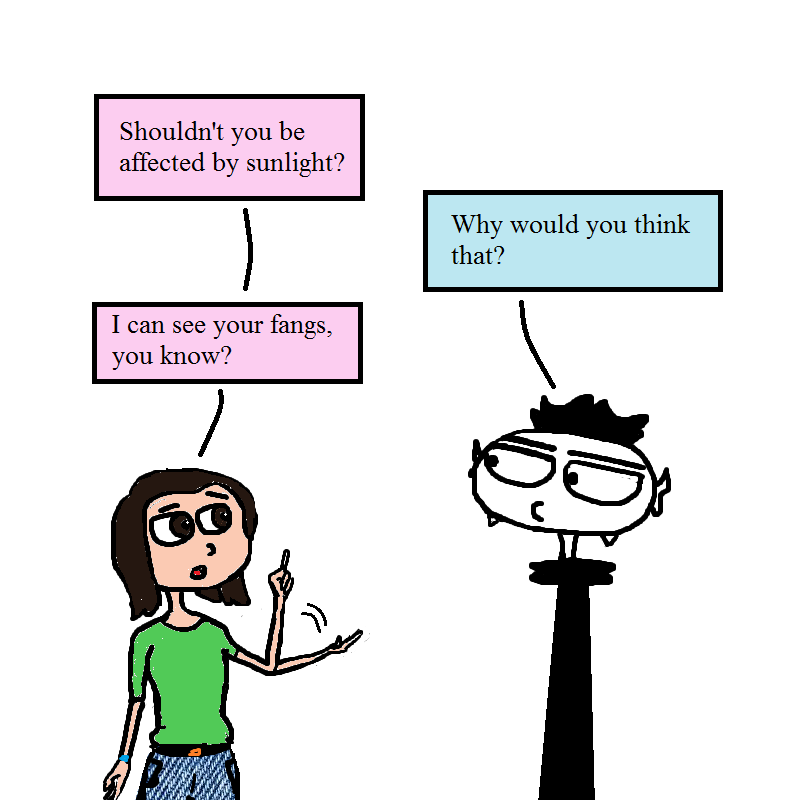 Shouldn't you be
affected by sunlight?
I can see your fangs,
you know?
Why would you think
that?